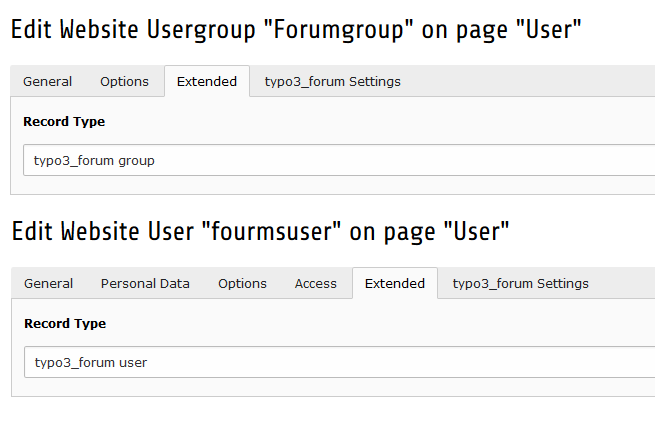 Edit Website Usergroup "Forumgroup" on page "User"
General Options Extended typo3_forum Settings
Record Type
typo3_forum group
Edit Website User "fourmsuser" on page "User"
General Personal Data Options Access Extended typo3_forum Settings
Record Type
typo3_forum user